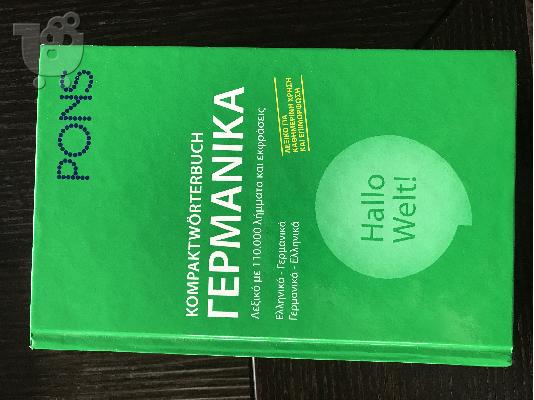 PONS
KOMPAKTWÖRTERBUCH
ΓΕΡΜΑΝΙΚΑ
Λεξικό με 110.000 λήμματα και εκφράσεις
Ελληνικά - Γερμανικά
Γερμανικά - Ελληνικά
ΛΕΞΙΚΟ ΓΙΑ
ΚΑΘΗΜΕΡΙΝΗ ΧΡΗΣΗ
ΚΑΙ ΕΠΙΜΟΡΦΩΣΗ
Hallo
Welt!